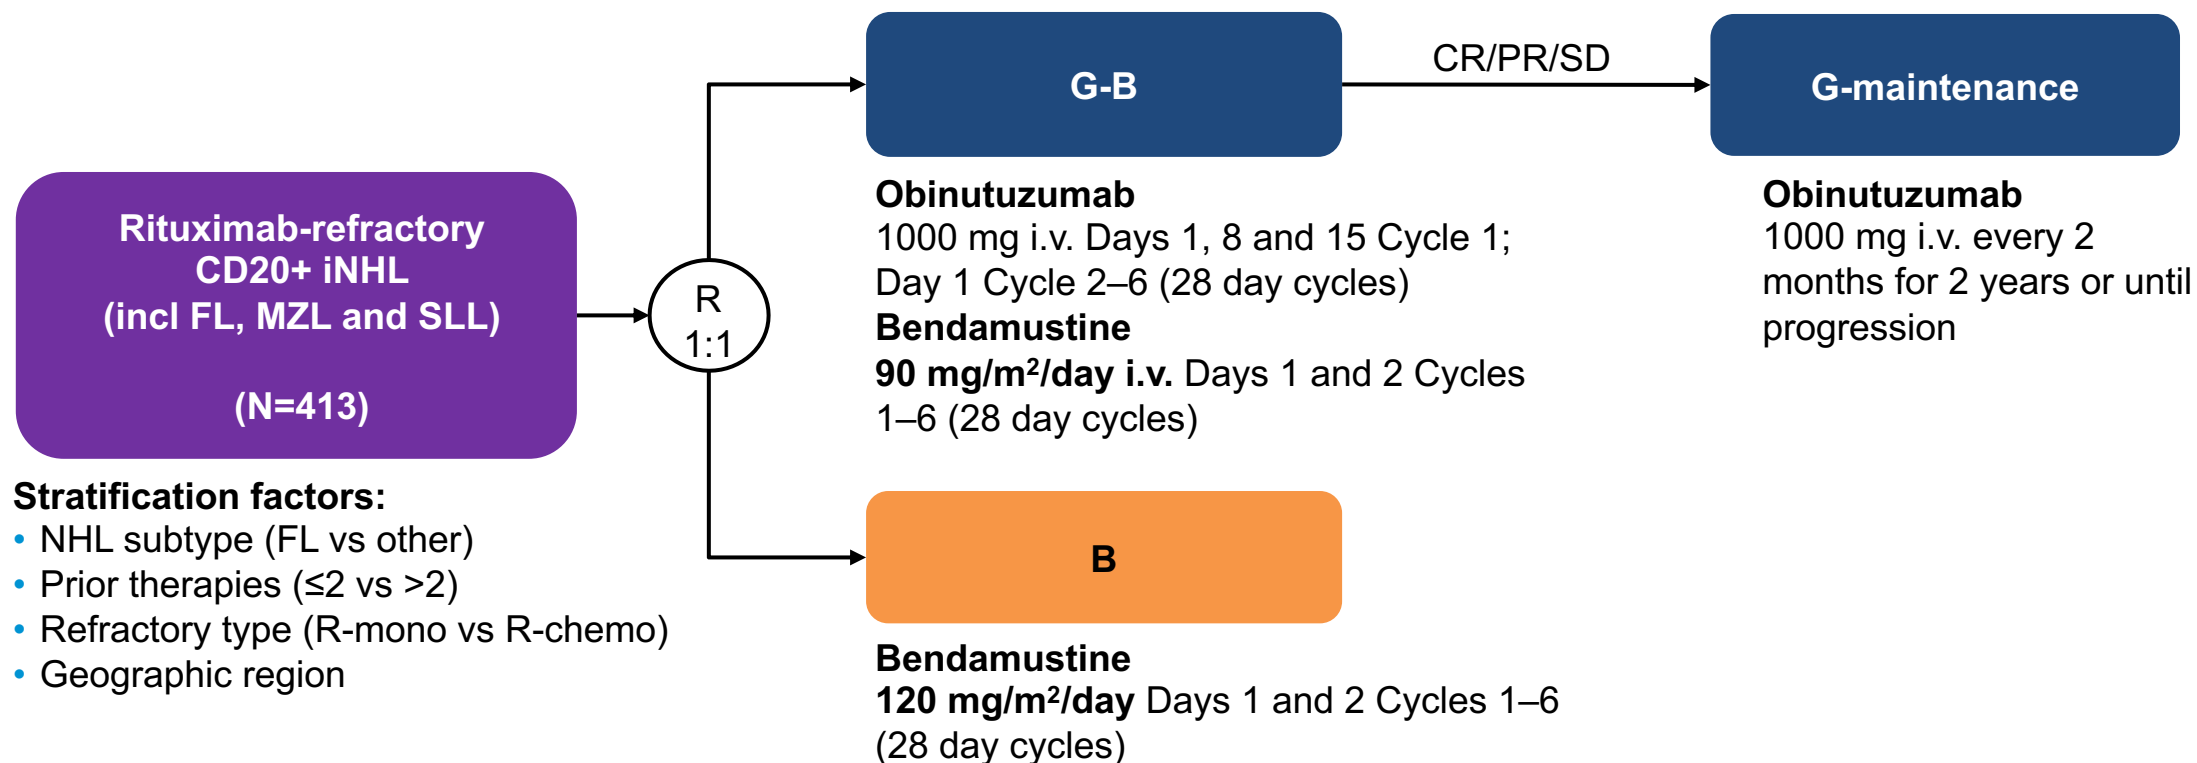 Rituximab-refractory
CD20+ iNHL
(incl FL, MZL and SLL)
(N=413)
Stratification factors:
• NHL subtype (FL vs other)
• Prior therapies (≤2 vs >2)
• Refractory type (R-mono vs R-chemo)
• Geographic region
R
1:1
G-B
Obinutuzumab
1000 mg i.v. Days 1, 8 and 15 Cycle 1;
Day 1 Cycle 2–6 (28 day cycles)
Bendamustine
90 mg/m²/day i.v. Days 1 and 2 Cycles
1–6 (28 day cycles)
CR/PR/SD
G-maintenance
Obinutuzumab
1000 mg i.v. every 2
months for 2 years or until
progression
B
Bendamustine
120 mg/m²/day Days 1 and 2 Cycles 1–6
(28 day cycles)